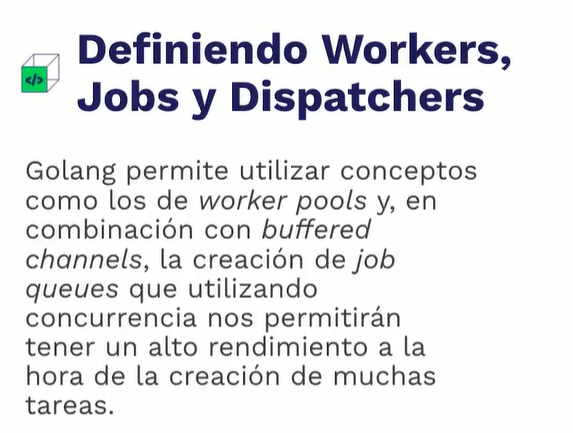 </>
Definiendo Workers,
Jobs y Dispatchers
Golang permite utilizar conceptos
como los de worker pools y, en
combinación con buffered
channels, la creación de job
queues que utilizando
concurrencia nos permitirán
tener un alto rendimiento a la
hora de la creación de muchas
tareas.